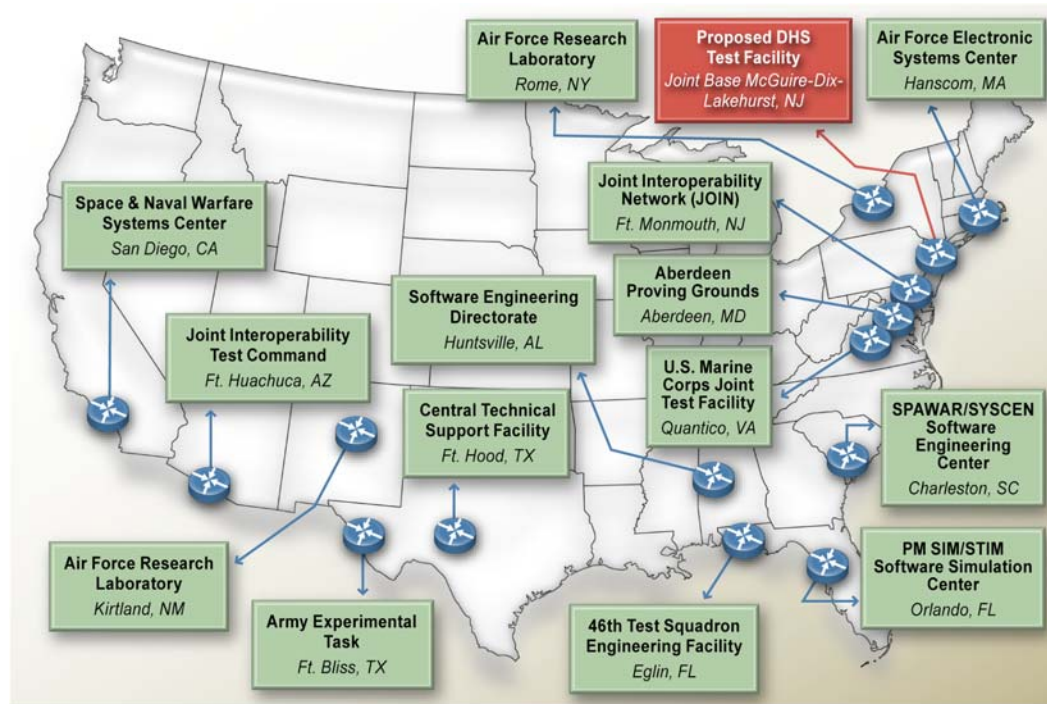 Air Force Research
Laboratory
Rome, NY
Proposed DHS
Test Facility
Joint Base McGuire-Dix-
Lakehurst, NJ
Air Force Electronic
Systems Center
Hanscom, MA
Space & Naval Warfare
Systems Center
San Diego, CA
Joint Interoperability
Network (JOIN)
Ft. Monmouth, NJ
Software Engineering
Directorate
Huntsville, AL
Aberdeen
Proving Grounds
Aberdeen, MD
Joint Interoperability
Test Command
Ft. Huachuca, AZ
U.S. Marine
Corps Joint
Test Facility
Quantico, VA
Central Technical
Support Facility
Ft. Hood, TX
SPAWAR/SYSCEN
Software
Engineering
Center
Charleston, SC
Air Force Research
Laboratory
Kirtland, NM
PM SIM/STIM
Software Simulation
Center
Orlando, FL
Army Experimental
Task
Ft. Bliss, TX
46th Test Squadron
Engineering Facility
Eglin, FL